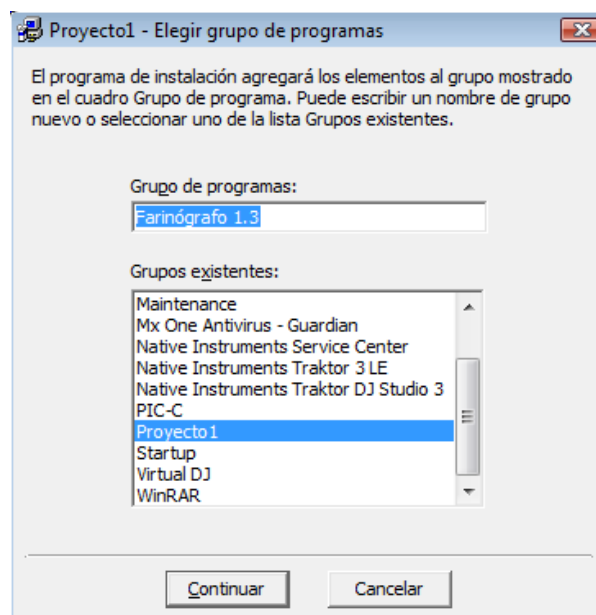 Proyecto1 - Elegir grupo de programas
El programa de instalación agregará los elementos al grupo mostrado
en el cuadro Grupo de programa. Puede escribir un nombre de grupo
nuevo o seleccionar uno de la lista Grupos existentes.
Grupo de programas:
Farinógrafo 1.3
Grupos existentes:
Maintenance
Mx One Antivirus - Guardian
Native Instruments Service Center
Native Instruments Traktor 3 LE
Native Instruments Traktor DJ Studio 3
PIC-C
Proyecto1
Startup
Virtual DJ
WinRAR
Continuar
Cancelar